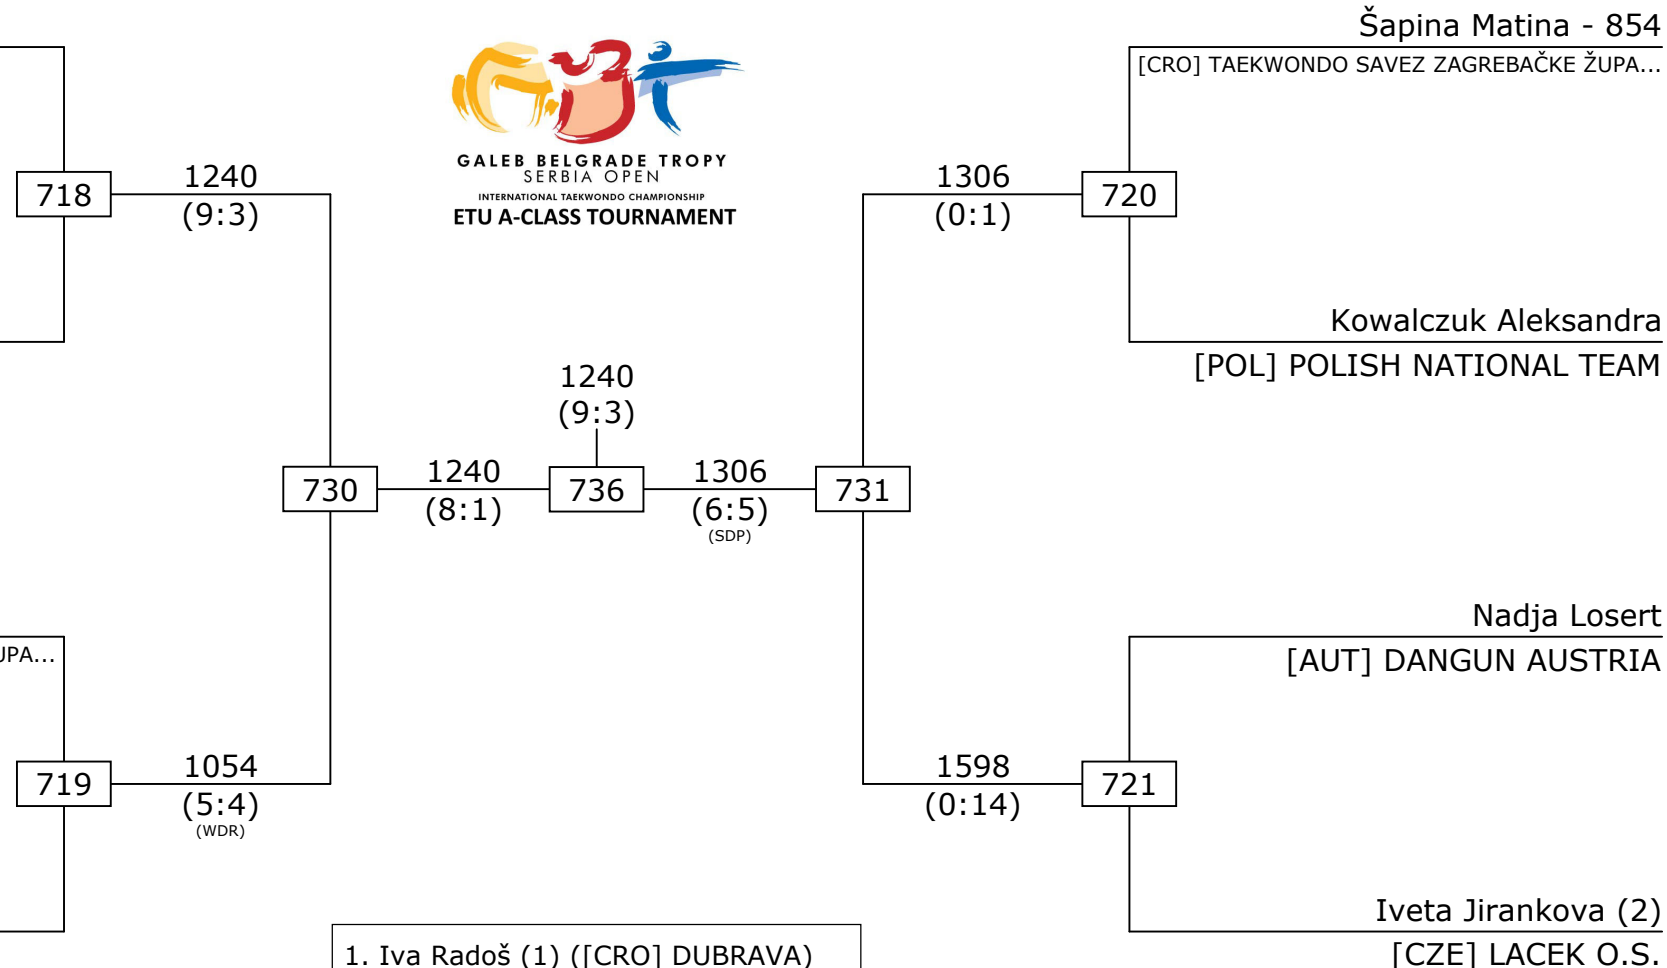 Šapina Matina - 854
[CRO] TAEKWONDO SAVEZ ZAGREBAČKE ŽUPA...
GALEB BELGRADE TROPY
SERBIA OPEN
INTERNATIONAL TAEKWONDO CHAMPIONSHIP
ETU A-CLASS TOURNAMENT
718
1240
(9:3)
1306
(0:1)
720
Kowalczuk Aleksandra
[POL] POLISH NATIONAL TEAM
1240
(9:3)
730
1240
(8:1)
736
1306
(6:5)
(SDP)
731
Nadja Losert
[AUT] DANGUN AUSTRIA
UPA...
719
1054
(5:4)
(WDR)
1598
(0:14)
721
Iveta Jirankova (2)
[CZE] LACEK O.S.
1. Iva Radoš (1) ([CRO] DUBRAVA)